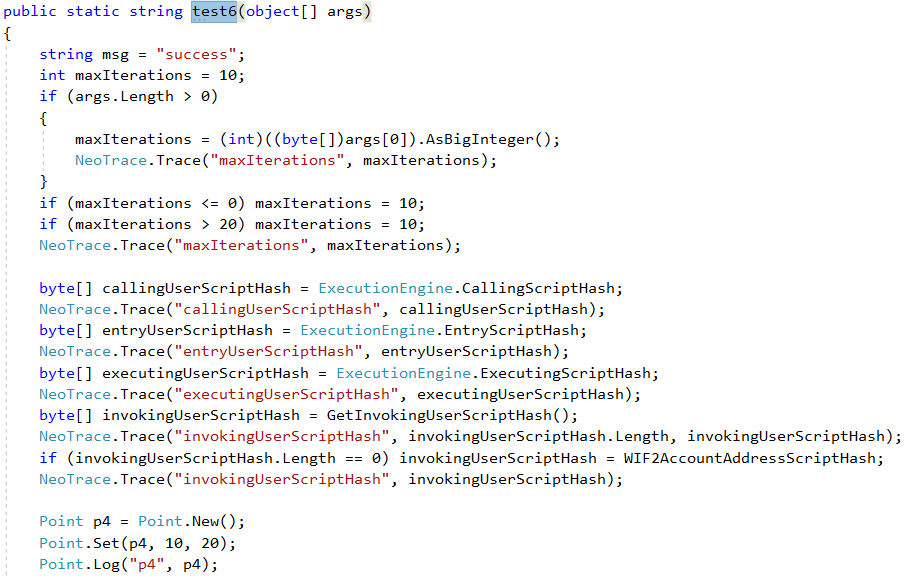 public static string test6(object[] args)
{
string msg = "success";
int maxIterations = 10;
if (args.Length > 0)
{
maxIterations = (int)((byte[])args[0]).AsBigInteger();
NeoTrace.Trace("maxIterations", maxIterations);
}
if (maxIterations <= 0) maxIterations = 10;
if (maxIterations > 20) maxIterations = 10;
NeoTrace.Trace("maxIterations", maxIterations);
byte[] callingUserScriptHash = ExecutionEngine.CallingScriptHash;
NeoTrace.Trace("callingUserScriptHash", callingUserScriptHash);
byte[] entryUserScriptHash = ExecutionEngine.EntryScriptHash;
NeoTrace.Trace("entryUserScriptHash", entryUserScriptHash);
byte[] executingUserScriptHash = ExecutionEngine.ExecutingScriptHash;
NeoTrace.Trace("executingUserScriptHash", executingUserScriptHash);
byte[] invokingUserScriptHash = GetInvokingUserScriptHash();
NeoTrace.Trace("invokingUserScriptHash", invokingUserScriptHash.Length, invokingUserScriptHash);
if (invokingUserScriptHash.Length == 0) invokingUserScriptHash = WIF2AccountAddressScriptHash;
NeoTrace.Trace("invokingUserScriptHash", invokingUserScriptHash);
Point p4 = Point.New();
Point.Set(p4, 10, 20);
Point.Log("p4", p4);